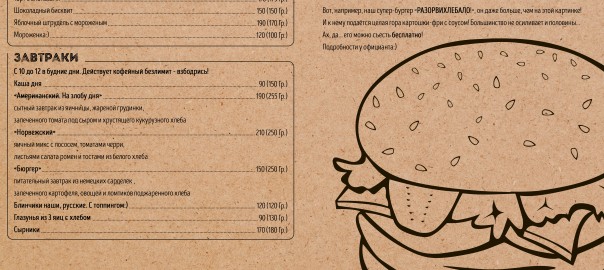 Шоколадный бисквит 150 (150 Гр.)
Яблочный штрудель с мороженым 190 (170 Гр.)
Мороженка:) 120 (100 Гр.)
ЗАВТРАКИ
С 10 до 12 в будние дни. Действует кофейный безлимит - взбодрись!
Каша дня 90 (150 Гр.)
«Американский. На злобу дня» 190 (255 Гр.)
сытный завтрак из яичницы, жареной грудинки,
запеченного томата под сыром и хрустящего кукурузного хлеба
«Норвежский» 210 (250 Гр.)
яичный микс с лососем, томатами черри,
листьями салата ромен и тостами из белого хлеба
«Бюргер» 150 (250 Гр.)
питательный завтрак из немецких сарделек ,
запеченного картофеля, овощей и ломтиков поджаренного хлеба
Блинчики наши, русские. С топпингом:) 120 (120 Гр.)
Глазунья из 3 яиц с хлебом 90 (130 Гр.)
Сырники 170 (180 Гр.)
Вот, например, наш супер-бургер «РАЗОРВИХЛЕБАЛО!», он даже больше, чем на этой картинке!
И к нему подаётся целая гора картошки-фри с соусом! Большинство не осиливает и половины...
Ах, да... его можно съесть бесплатно!
Подробности у официанта:)